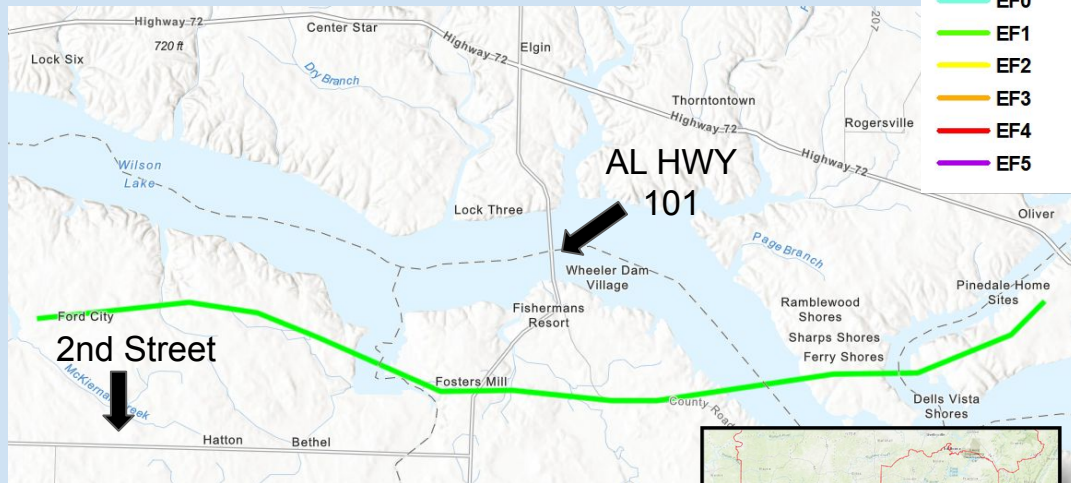 Highway 72
Center Star
720 ft
Lock Six
Dry Branch
Highway 72
Elgin
207
EF0
EF1
EF2
EF3
EF4
EF5
Thorntontown
Highway 72
Rogersville
Highway 72
Wilson
Lake
AL HWY
101
Lock Three
Oliver
Page Branch
Wheeler Dam
Village
Pinedale Home
Sites
Fishermans
Resort
Ramblewood
Shores
Sharps Shores
Ferry Shores
Ford City
2nd Street
McKiernan Creek
Fosters Mill
County Road
Dells Vista
Shores
Hatton
Bethel